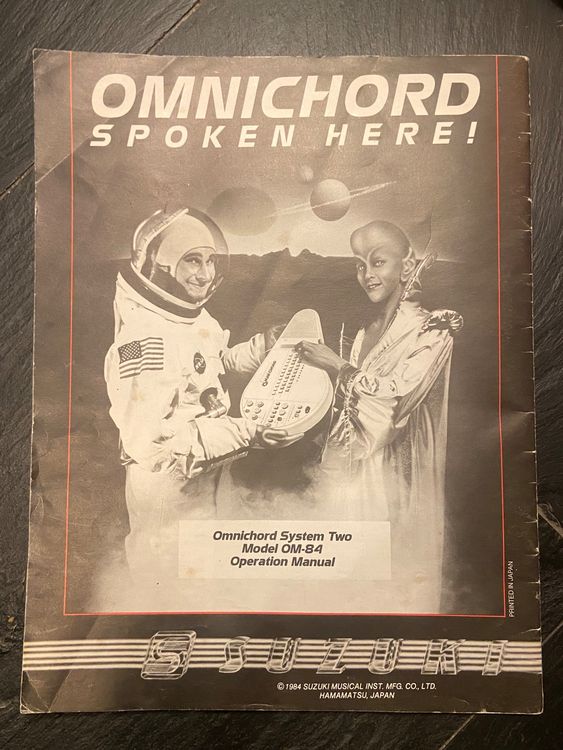 OMNICHORD
SPOKEN HERE!
Omnichord System Two
Model OM-84
Operation Manual
PRINTED IN JAPAN
SUZUKI
© 1984 SUZUKI MUSICAL INST. MFG. CO., LTD.
HAMAMATSU, JAPAN